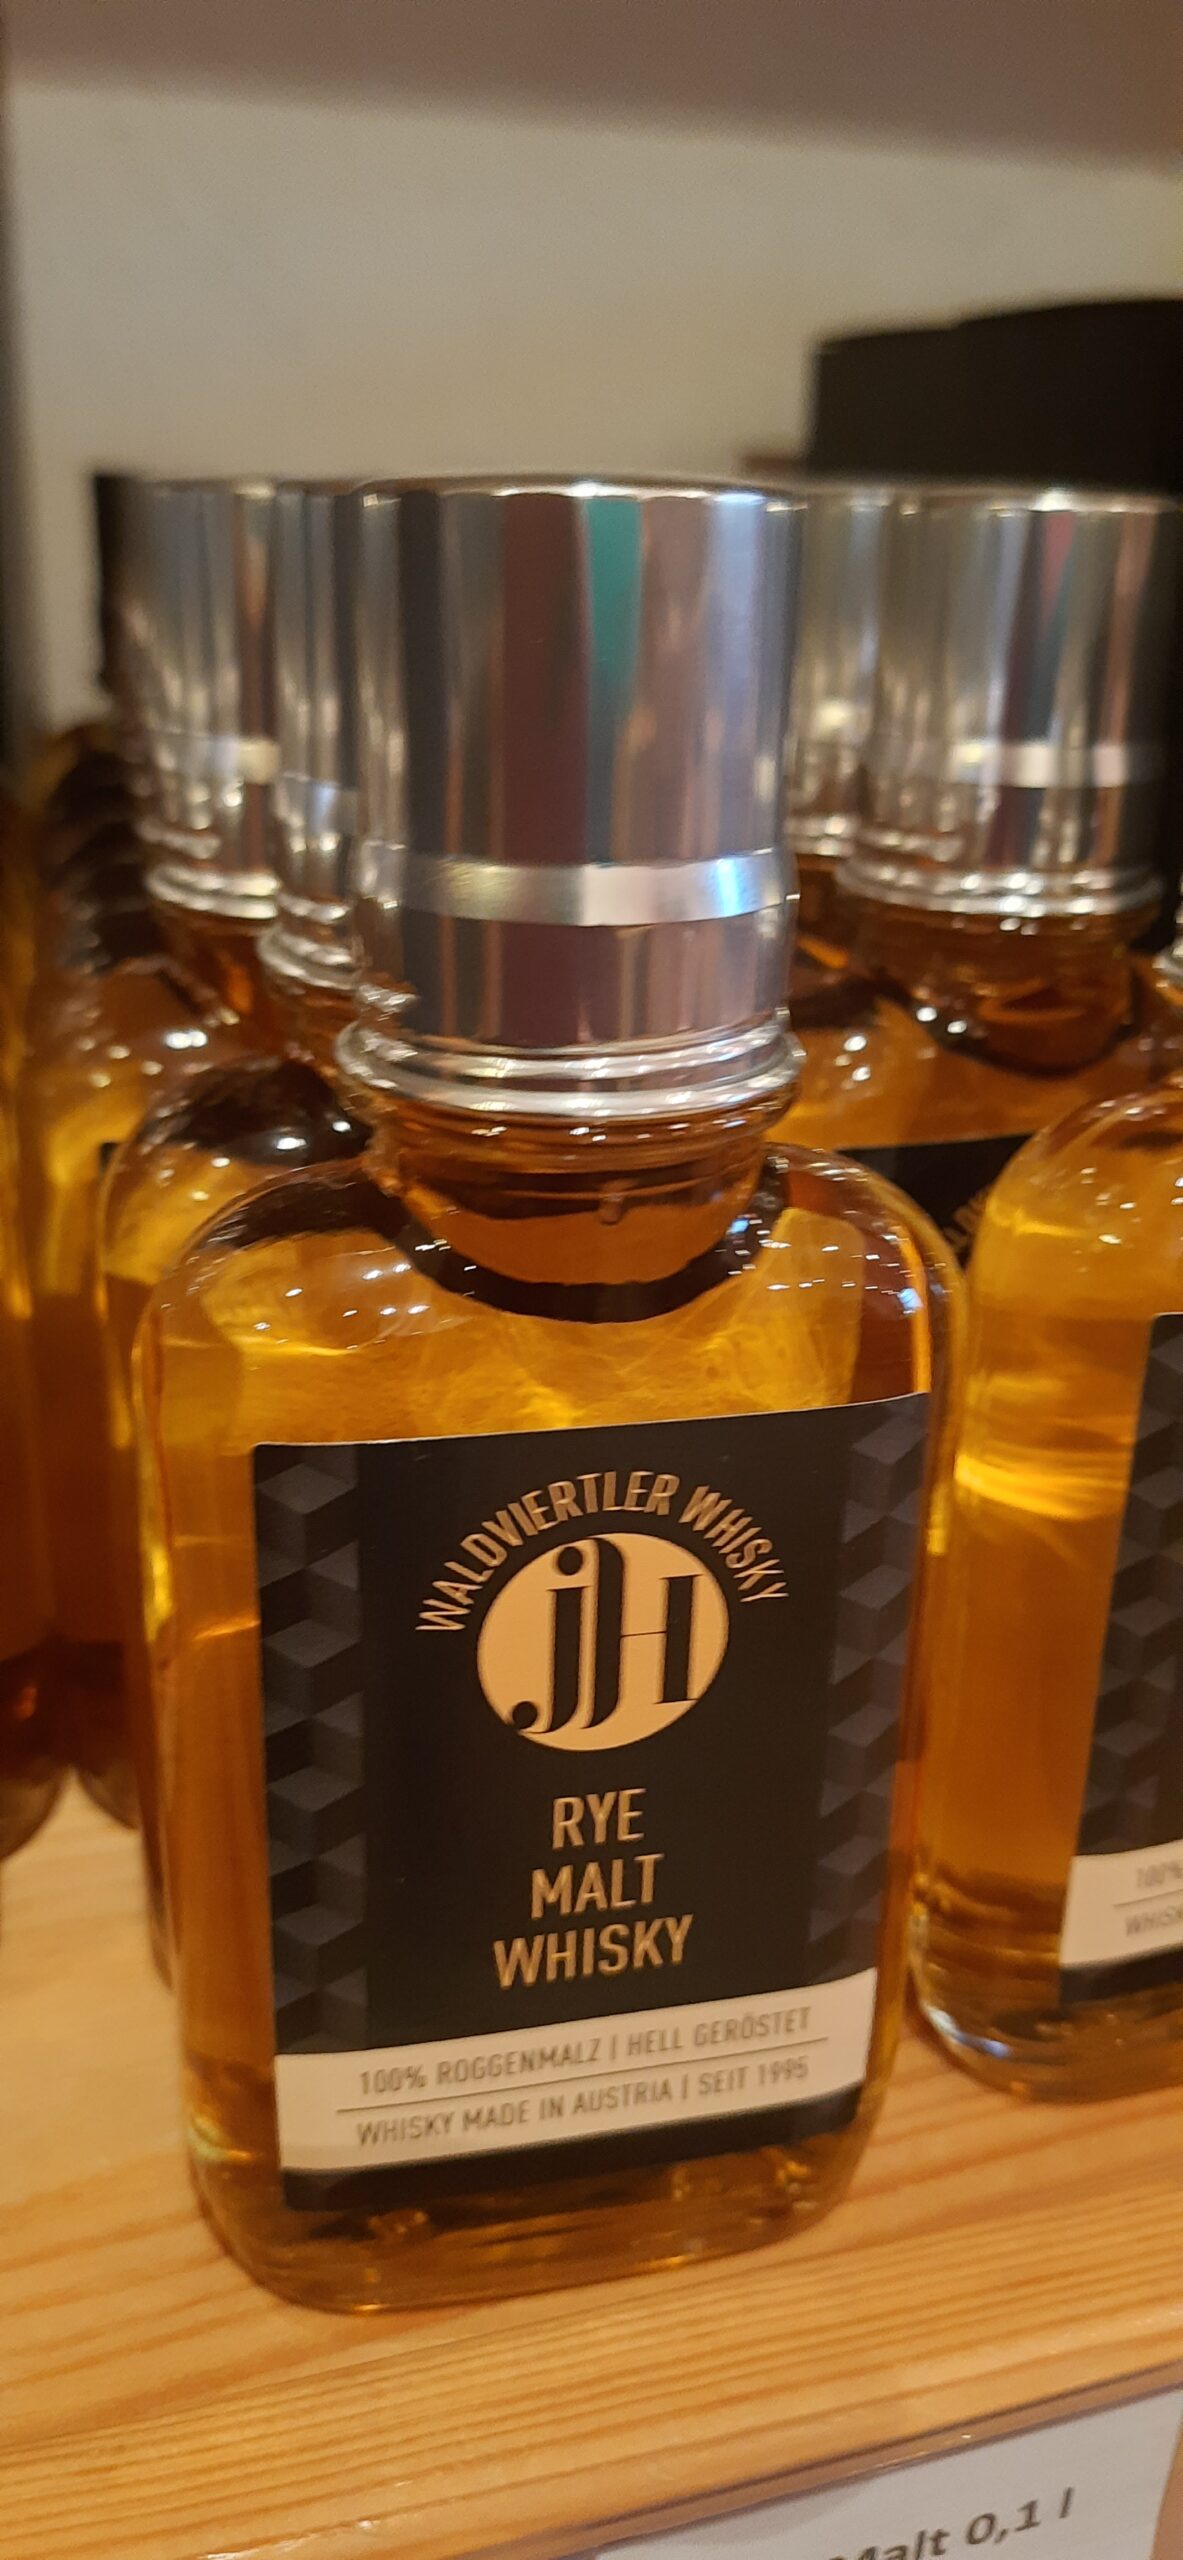 WALDVIERTLER WHISKY
jH
RYE
MALT
WHISKY
100% ROGGENMALZ | HELL GERÖSTET
WHISKY MADE IN AUSTRIA | SEIT 1995
100%
Malt 0,1 l